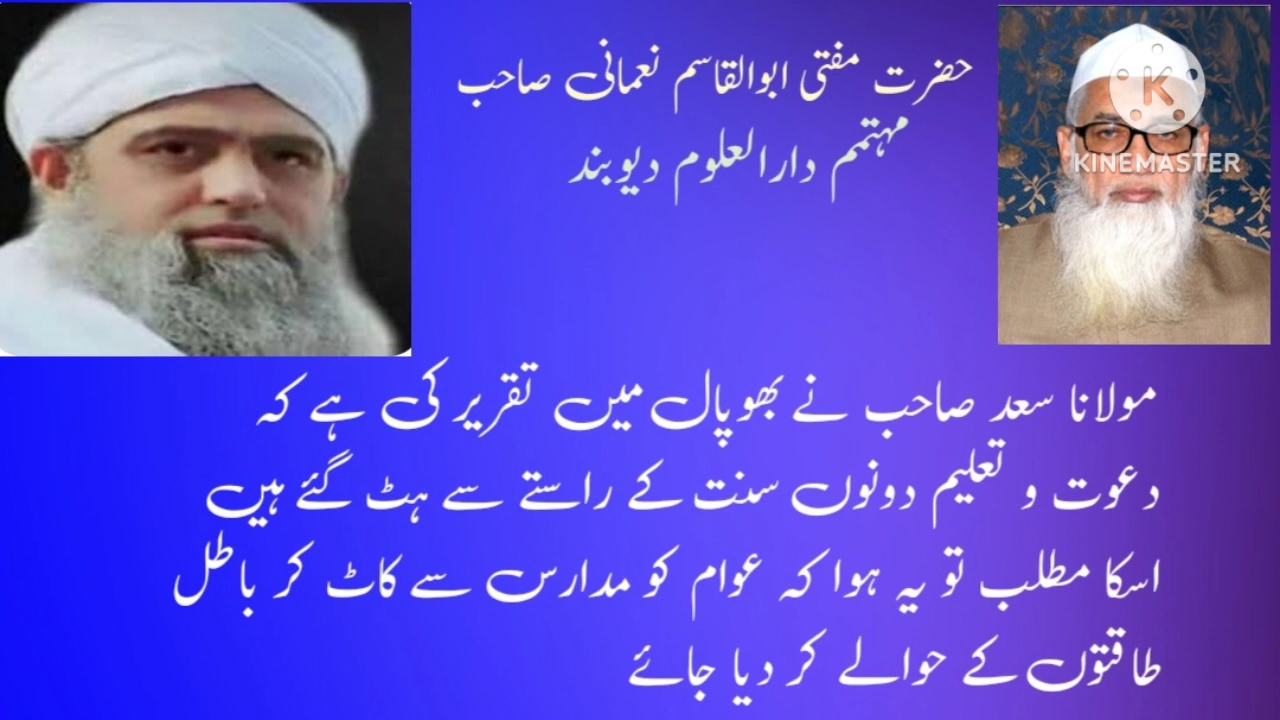 حضرت مفتی ابوالقاسم نعمانی صاحب
مہتمم دارالعلوم دیوبند
K
KINEMASTER
مولانا سعد صاحب نے بھوپال میں تقریر کی ہے کہ
دعوت و تعلیم دونوں سنت کے راستے سے ہٹ گئے ہیں
اسکا مطلب تو یہ ہوا کہ عوام کو مدارس سے کاٹ کر باطل
طاقتوں کے حوالے کر دیا جائے